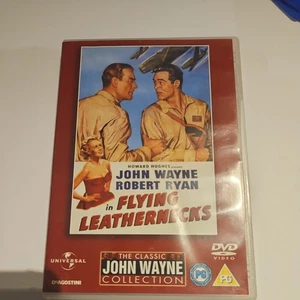 HOWARD HUGHES presents
JOHN WAYNE
ROBERT RYAN
in FLYING
LEATHERNECKS
UNIVERSAL
DVD
VIDEO
THE CLASSIC
JOHN WAYNE
COLLECTION
PG
PG
DEAGOSTINI